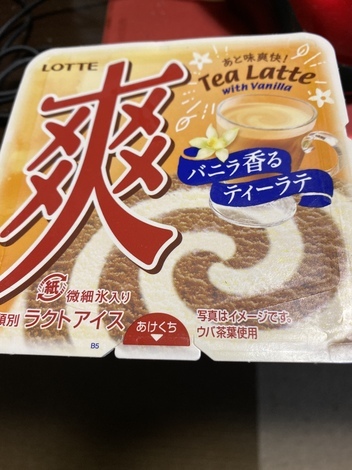 LOTTE
あと味爽快！
Tea Latte
with Vanilla
爽
バニラ香る
ティーラテ
紙
微細氷入り
類別 ラクトアイス
あけくち
写真はイメージです。
ウバ茶葉使用
B5